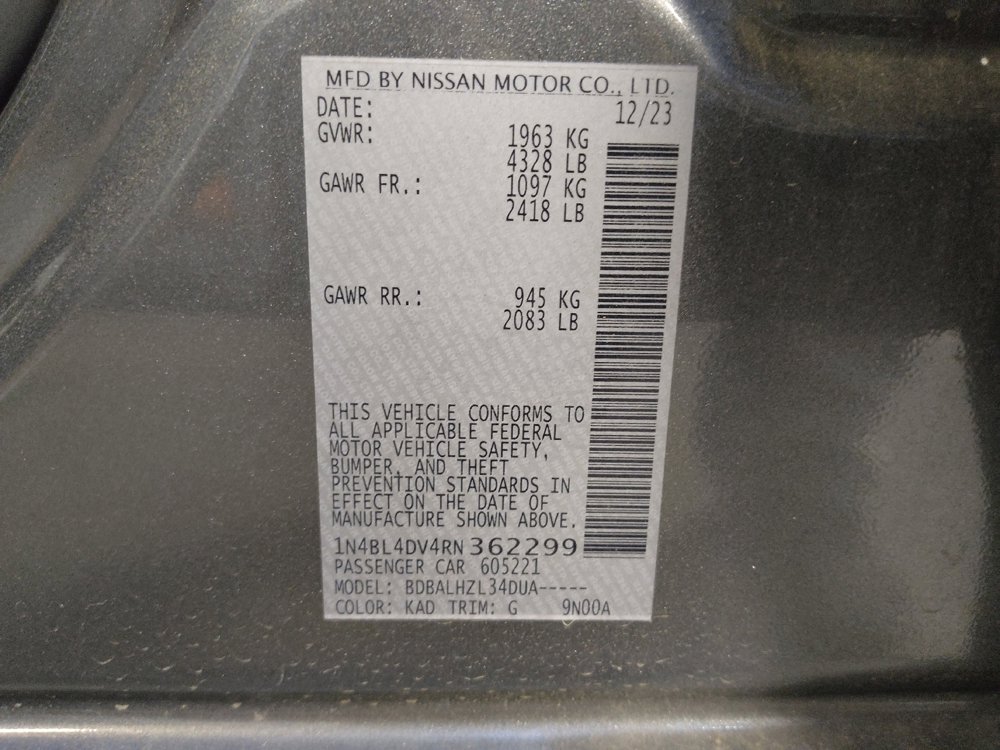 MFD BY NISSAN MOTOR CO., LTD.
DATE: 12/23
GVWR: 1963 KG
4328 LB
GAWR FR.: 1097 KG
2418 LB
GAWR RR.: 945 KG
2083 LB
THIS VEHICLE CONFORMS TO
ALL APPLICABLE FEDERAL
MOTOR VEHICLE SAFETY,
BUMPER, AND THEFT
PREVENTION STANDARDS IN
EFFECT ON THE DATE OF
MANUFACTURE SHOWN ABOVE.
1N4BL4DV4RN362299
PASSENGER CAR 605221
MODEL: BDBALHZL34DUA-----
COLOR: KAD TRIM: G 9N00A